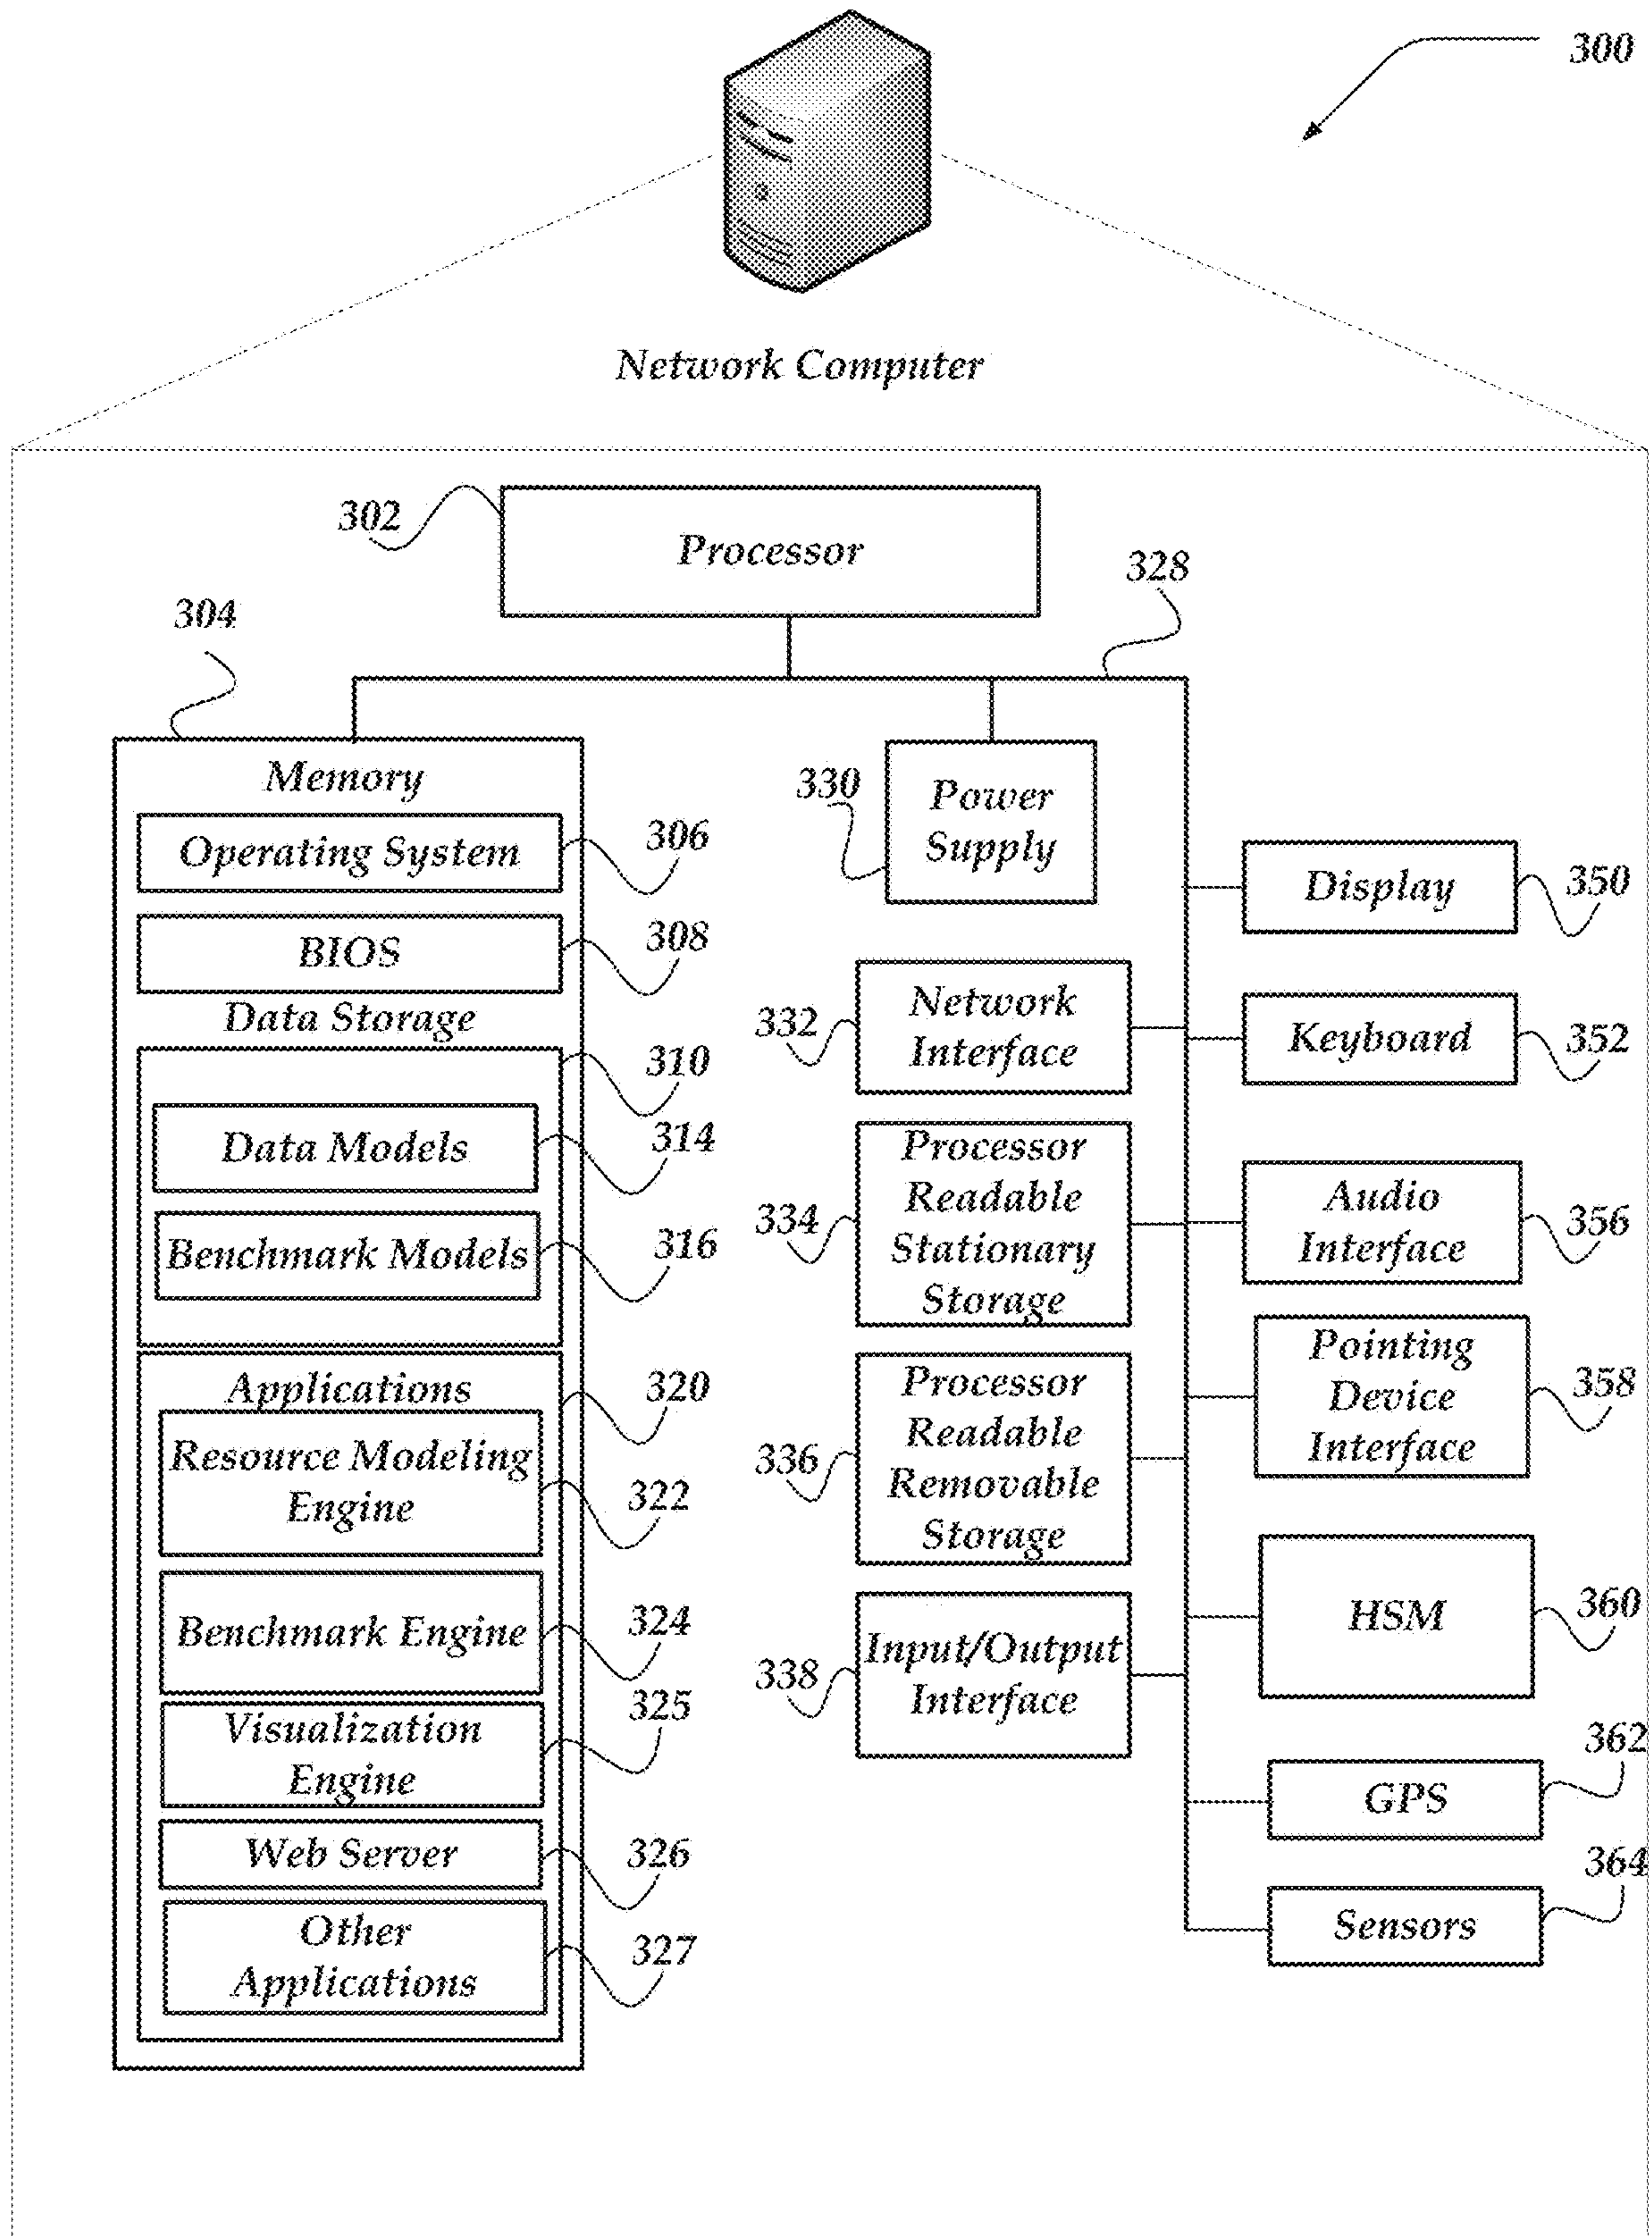 300
Network Computer
302
Processor
328
304
Memory
Operating System
306
BIOS
308
Data Storage
310
Data Models
314
Benchmark Models
316
Applications
320
Resource Modeling
Engine
322
Benchmark Engine
324
Visualization
Engine
325
Web Server
326
Other
Applications
327
330
Power
Supply
332
Network
Interface
334
Processor
Readable
Stationary
Storage
336
Processor
Readable
Removable
Storage
338
Input/Output
Interface
Display
350
Keyboard
352
Audio
Interface
356
Pointing
Device
Interface
358
HSM
360
GPS
362
Sensors
364